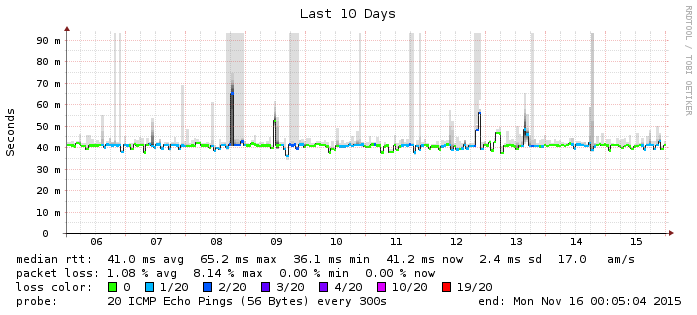 Last 10 Days
RRDTOOL / TOBI OETIKER
Seconds
90 m
80 m
70 m
60 m
50 m
40 m
30 m
20 m
10 m
0
06 07 08 09 10 11 12 13 14 15
median rtt: 41.0 ms avg 65.2 ms max 36.1 ms min 41.2 ms now 2.4 ms sd 17.0 am/s
packet loss: 1.08 % avg 8.14 % max 0.00 % min 0.00 % now
loss color: 0 1/20 2/20 3/20 4/20 10/20 19/20
probe: 20 ICMP Echo Pings (56 Bytes) every 300s end: Mon Nov 16 00:05:04 2015